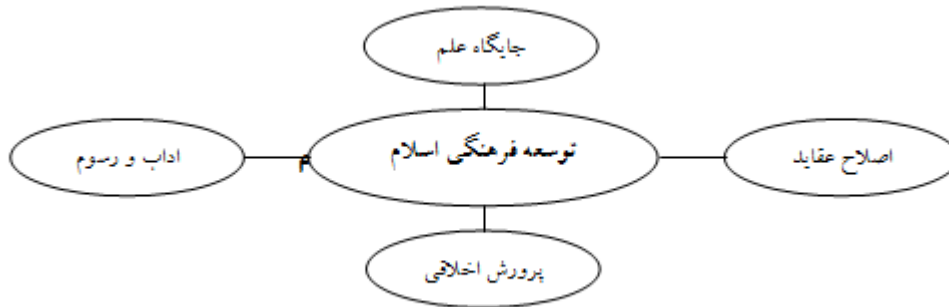 جایگاه علم
اصلاح عقاید
توسعه فرهنگی اسلام
م
اداب و رسوم
پرورش اخلاقی